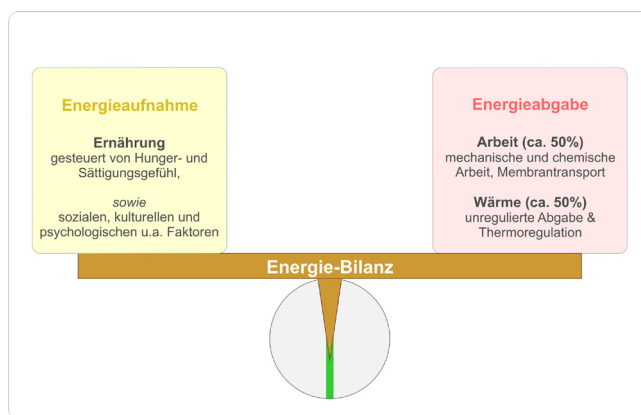 Energieaufnahme
Ernährung
gesteuert von Hunger- und
Sättigungsgefühl,
sowie
sozialen, kulturellen und
psychologischen u.a. Faktoren
Energieabgabe
Arbeit (ca. 50%)
mechanische und chemische
Arbeit, Membrantransport
Wärme (ca. 50%)
unregulierte Abgabe &
Thermoregulation
Energie-Bilanz